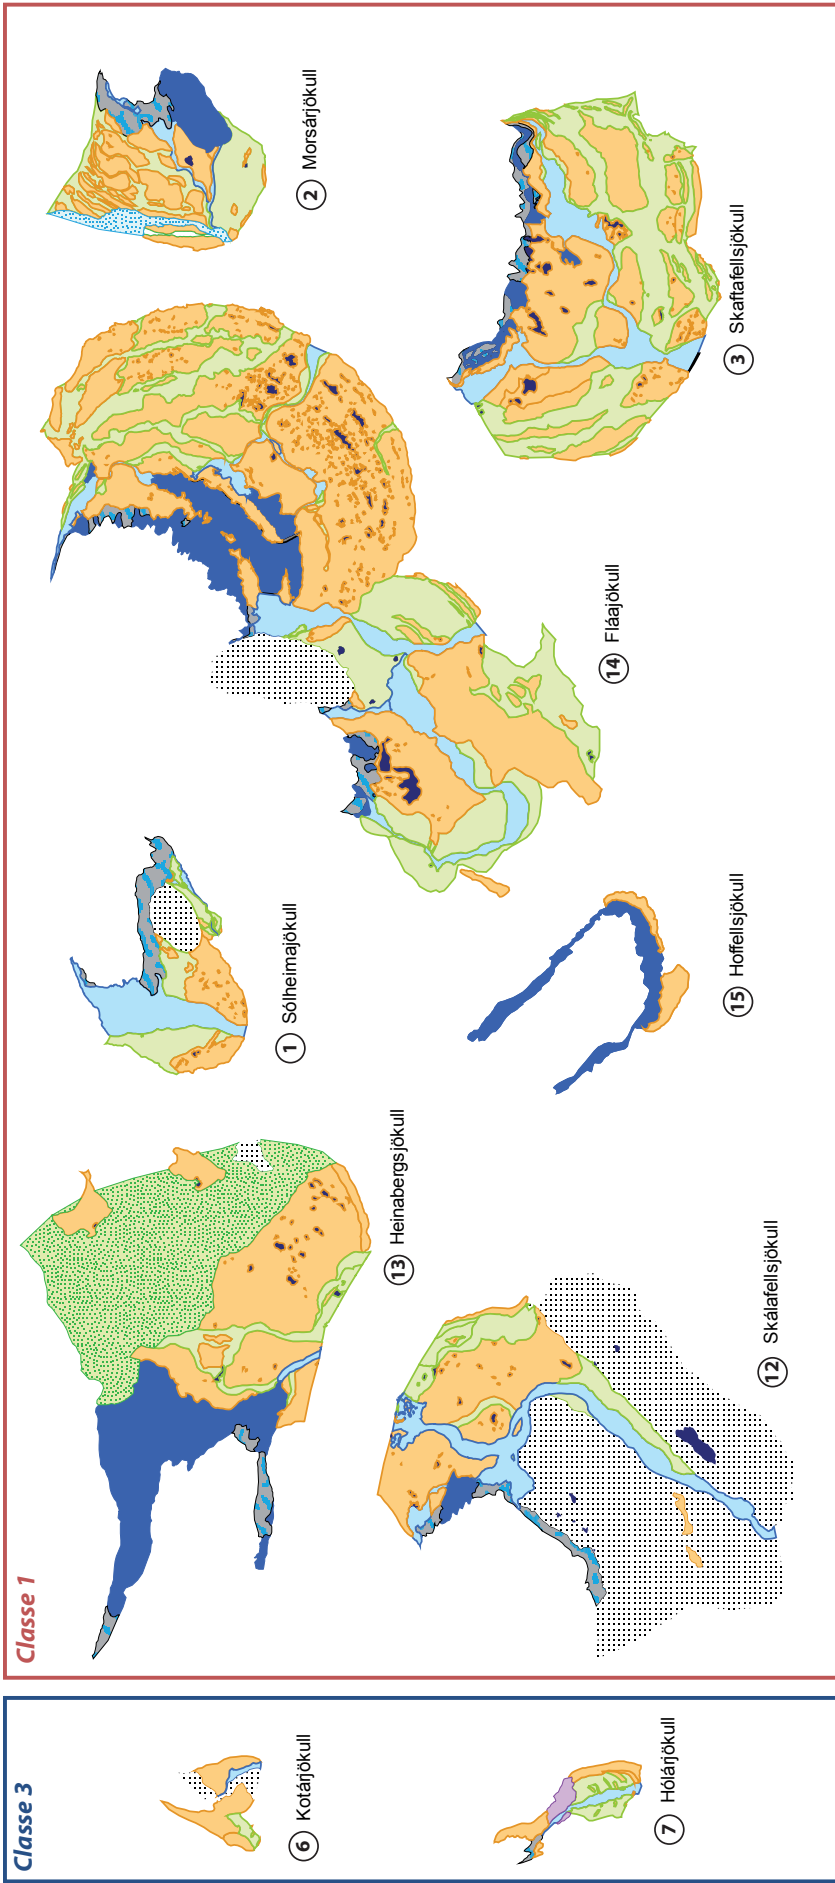 Classe 3
6 Kotárjökull
7 Hólárjökull
Classe 1
13 Heinabergsjökull
1 Sólheimajökull
2 Morsárjökull
12 Skálafellsjökull
15 Hoffellsjökull
14 Fláajökull
3 Skaftafellsjökull